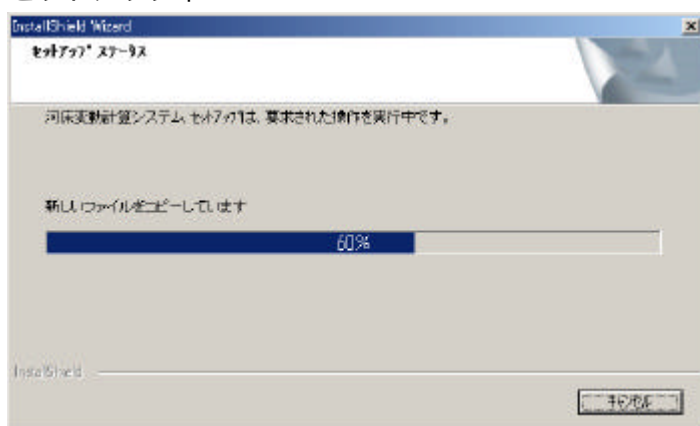 InstallShield Wizard
セットアップ ステータス
河床変動計算システム セットアップは、要求された操作を実行中です。
新しいファイルをコピーしています
60%
InstallShield
キャンセル